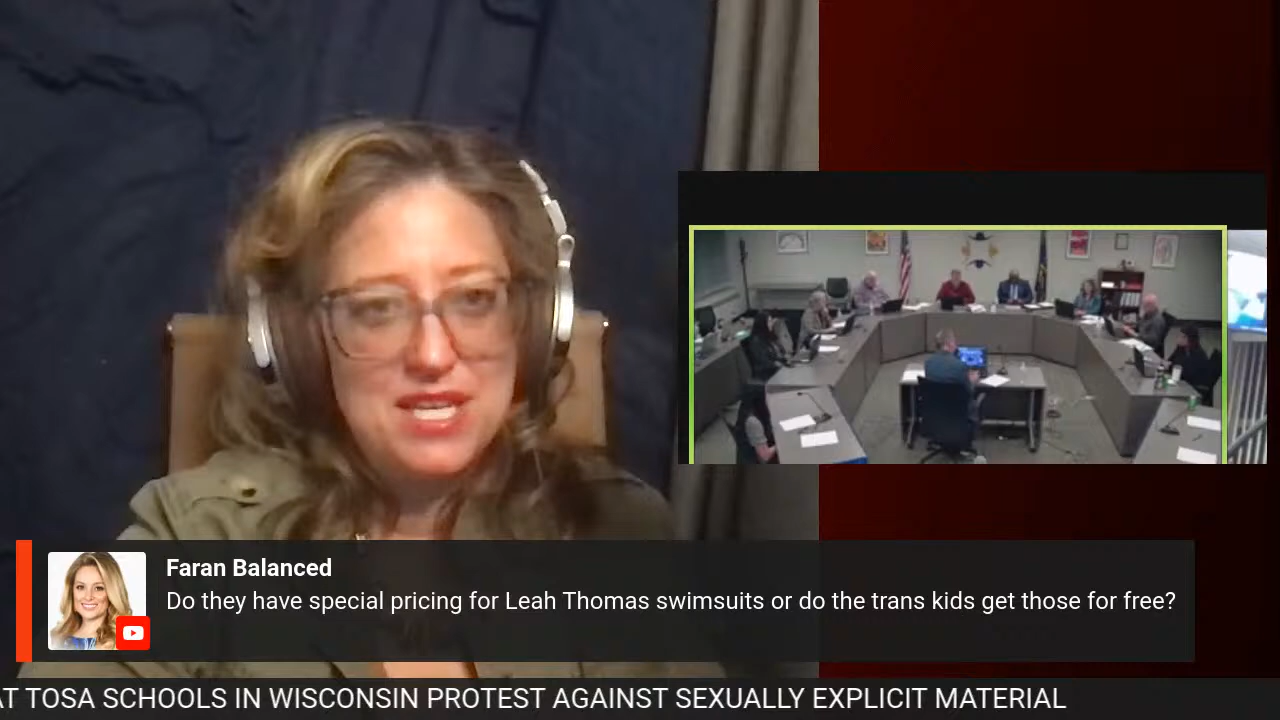 Faran Balanced
Do they have special pricing for Leah Thomas swimsuits or do the trans kids get those for free?
AT TOSA SCHOOLS IN WISCONSIN PROTEST AGAINST SEXUALLY EXPLICIT MATERIAL